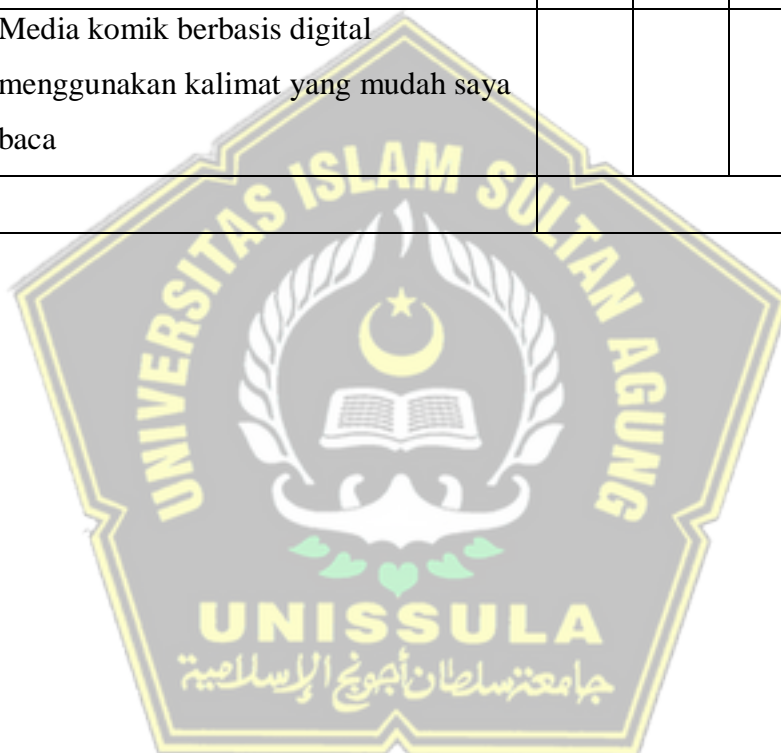 Media komik berbasis digital
menggunakan kalimat yang mudah saya
baca
UNIVERSITAS ISLAM SULTAN AGUNG
UNISSULA
جامعة سلطان أجونج الإسلامية